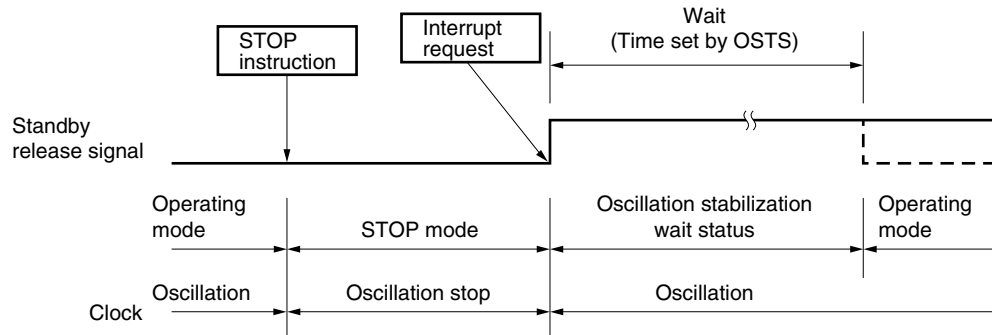 Wait
(Time set by OSTS)
STOP
instruction
Interrupt
request
Standby
release signal
Operating
mode
STOP mode
Oscillation stabilization
wait status
Operating
mode
Clock
Oscillation
Oscillation stop
Oscillation